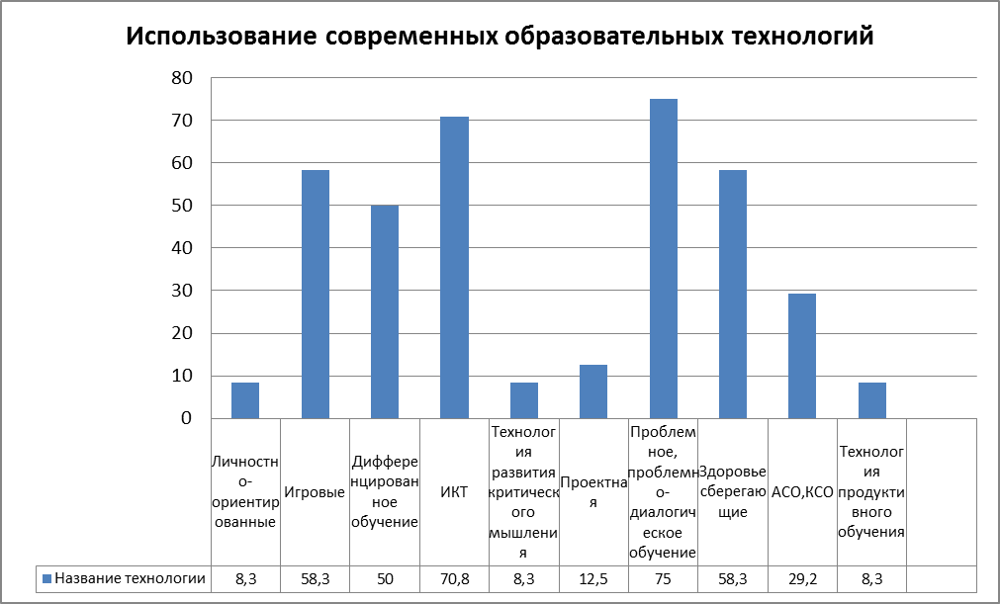 Использование современных образовательных технологий
80
70
60
50
40
30
20
10
0
Личностн
о-
ориентир
ованные
Игровые
Диффере
нцирован
ное
обучение
ИКТ
Технолог
ия
развития
критическ
ого
мышлени
я
Проектна
я
Проблем
ное,
проблемн
о-
диалогич
еское
обучение
Здоровье
сберегаю
щие
АСО,КСО
Технолог
ия
продукти
вного
обучения
Название технологии 8,3 58,3 50 70,8 8,3 12,5 75 58,3 29,2 8,3